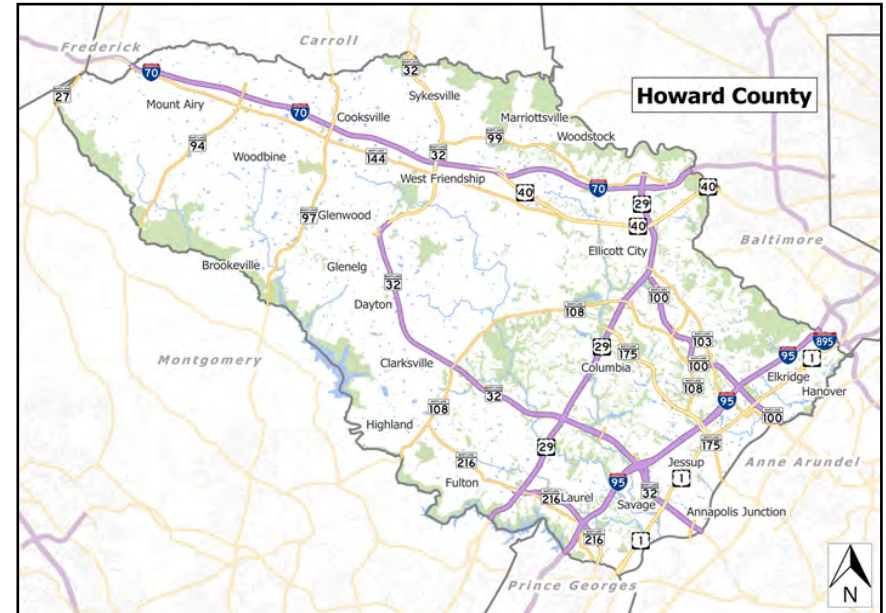 Howard County
Frederick
Carroll
Baltimore
Montgomery
Anne Arundel
Prince Georges
Mount Airy
Sykesville
Cooksville
Marriottsville
Woodstock
Woodbine
West Friendship
Glenwood
Ellicott City
Brookeville
Glenelg
Dayton
Clarksville
Columbia
Elkridge
Hanover
Highland
Jessup
Fulton
Laurel
Savage
Annapolis Junction
70
27
32
70
94
144
32
99
40
70
29
40
40
97
32
100
108
29
175
103
100
108
95
895
1
95
100
32
108
29
175
216
95
1
32
216
216
1
N